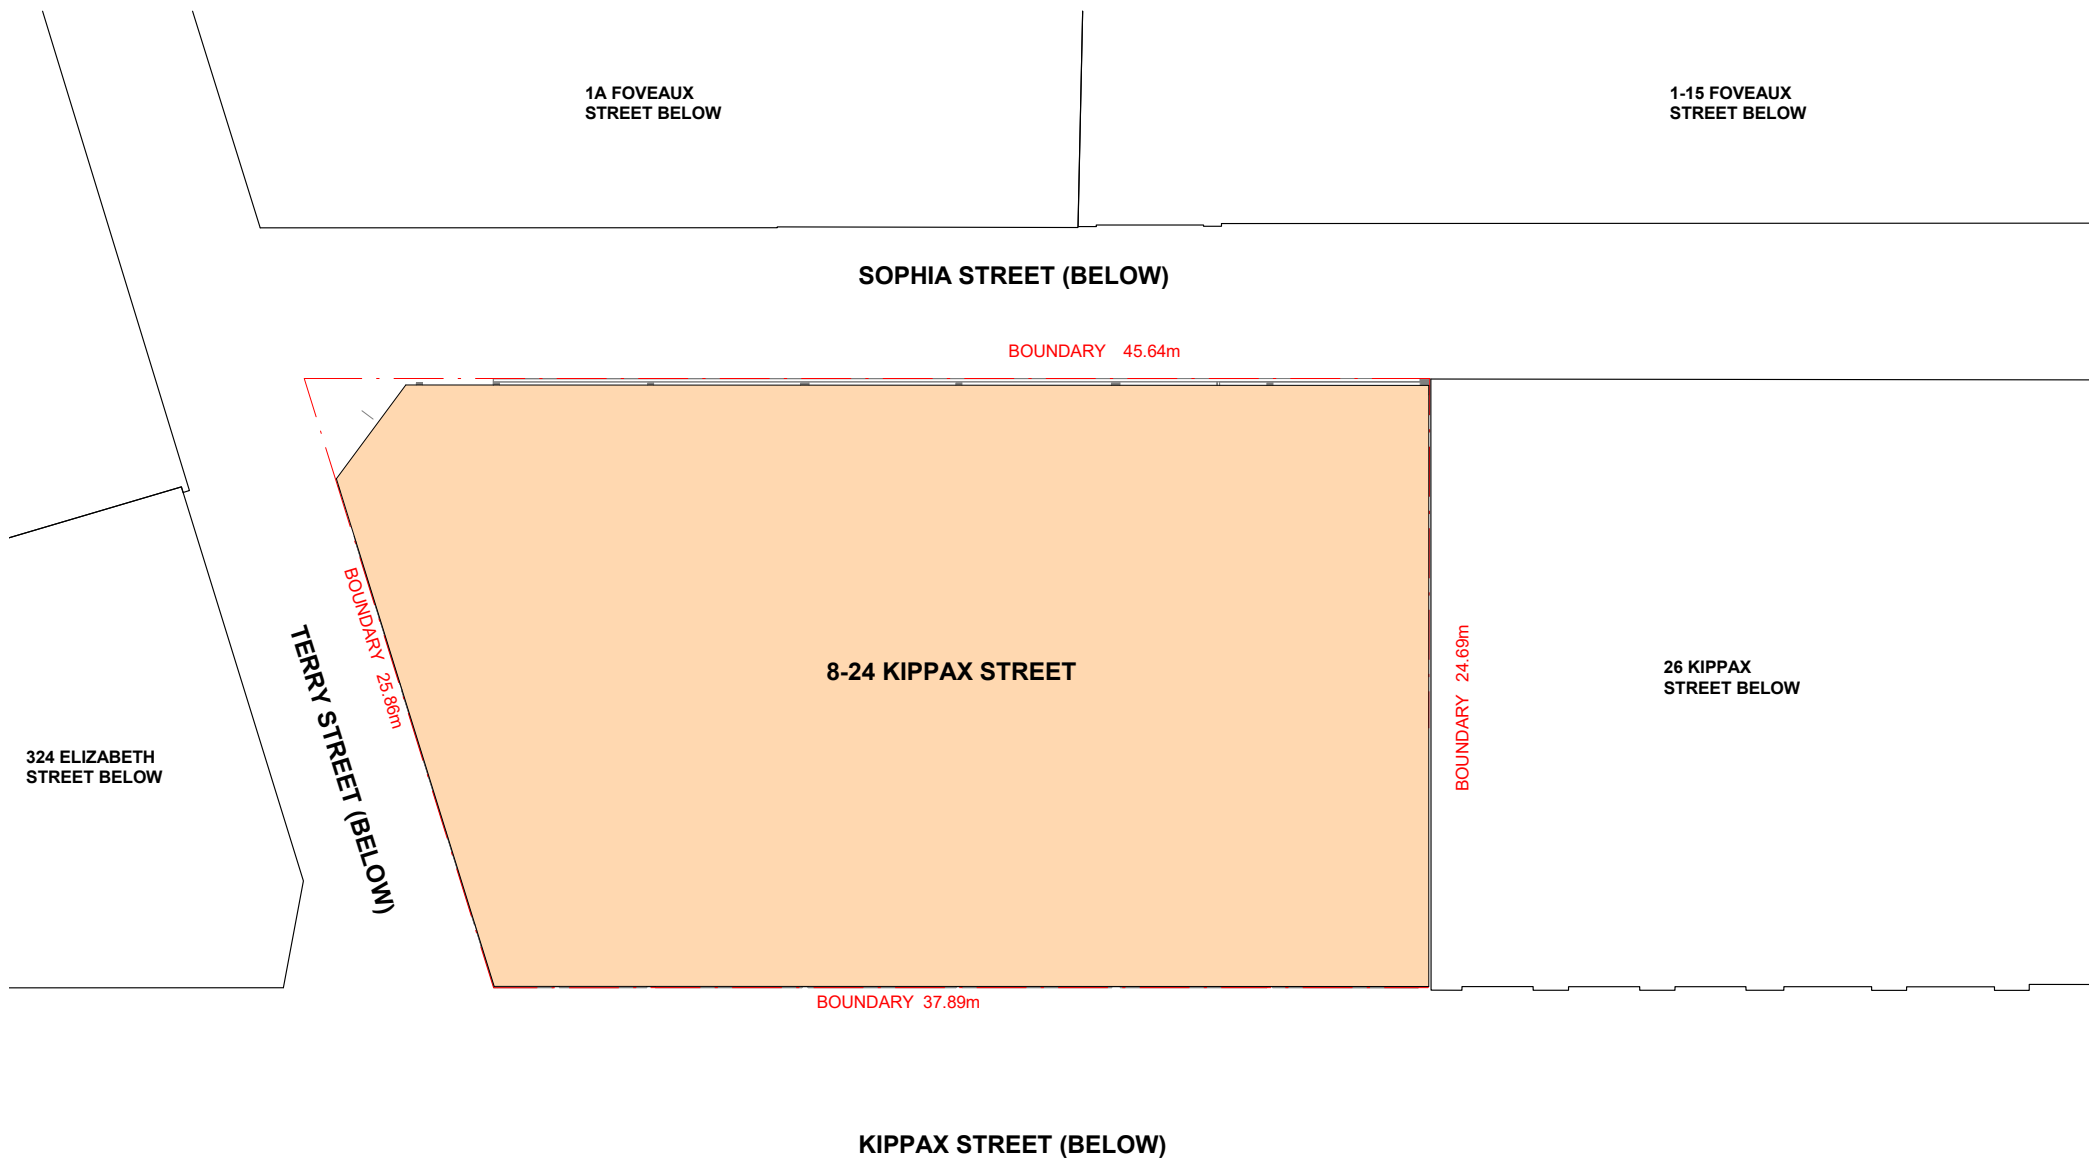 1A FOVEAUX
STREET BELOW
1-15 FOVEAUX
STREET BELOW
SOPHIA STREET (BELOW)
BOUNDARY 45.64m
BOUNDARY 25.86m
TERRY STREET (BELOW)
8-24 KIPPAX STREET
BOUNDARY 24.69m
26 KIPPAX
STREET BELOW
324 ELIZABETH
STREET BELOW
BOUNDARY 37.89m
KIPPAX STREET (BELOW)